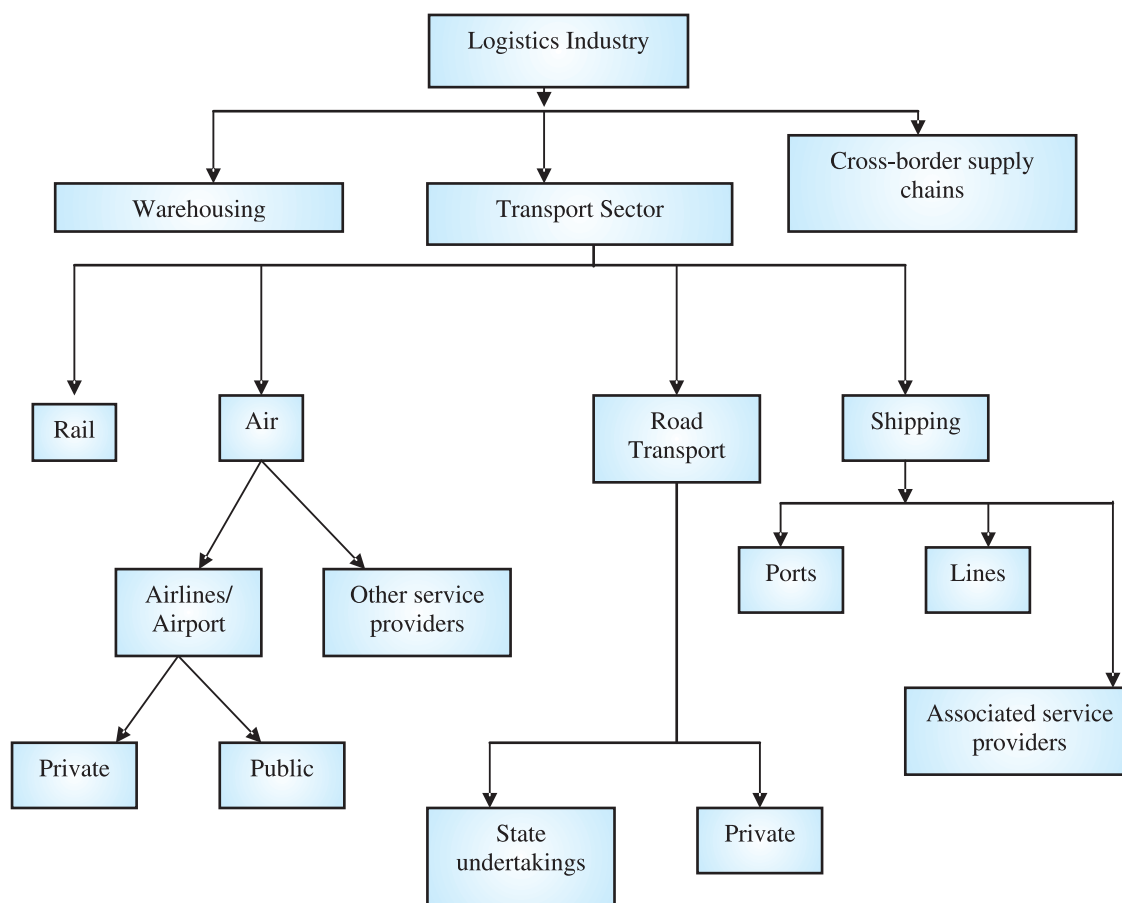 Logistics Industry
Warehousing
Transport Sector
Cross-border supply
chains
Rail
Air
Road
Transport
Shipping
Airlines/
Airport
Other service
providers
Ports
Lines
Private
Public
Associated service
providers
State
undertakings
Private